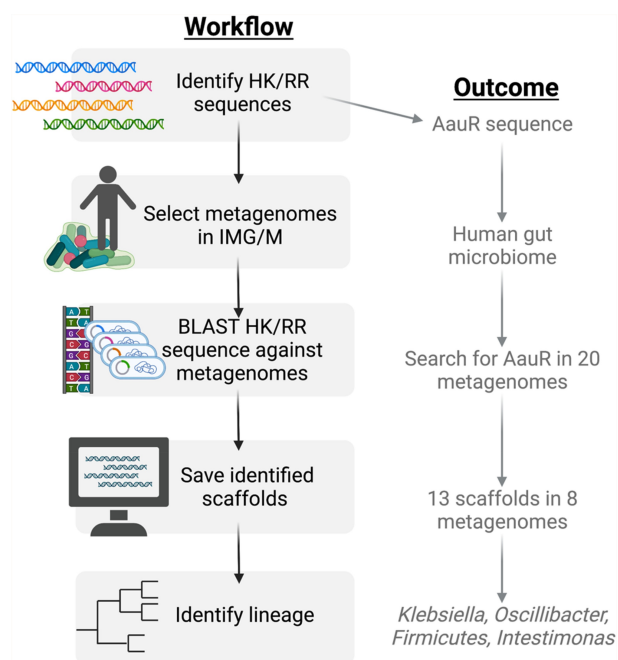 Workflow
Identify HK/RR
sequences
Select metagenomes
in IMG/M
BLAST HK/RR
sequence against
metagenomes
Save identified
scaffolds
Identify lineage
Outcome
AauR sequence
Human gut
microbiome
Search for AauR in 20
metagenomes
13 scaffolds in 8
metagenomes
Klebsiella, Oscillibacter,
Firmicutes, Intestimonas